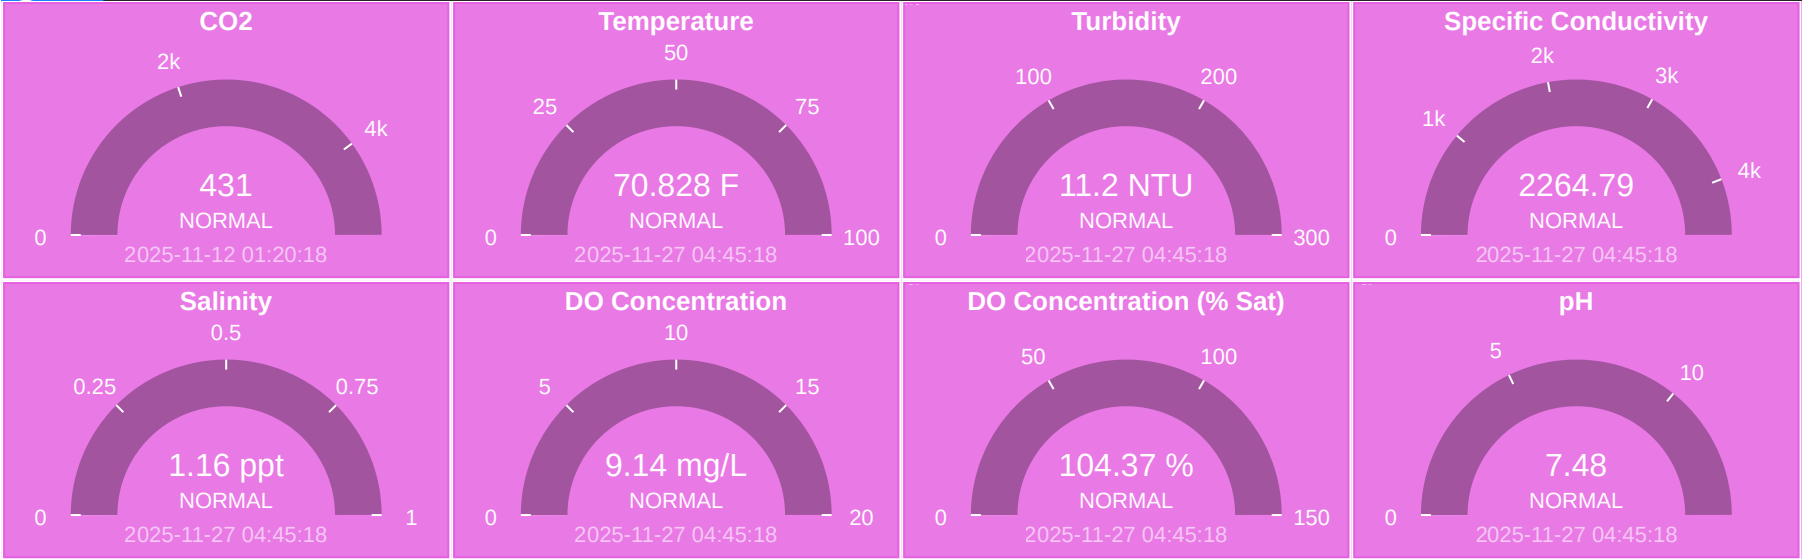 CO2
2k
4k
0
431
NORMAL
2025-11-12 01:20:18
Temperature
50
25
75
0
100
70.828 F
NORMAL
2025-11-27 04:45:18
Turbidity
100
200
0
300
11.2 NTU
NORMAL
2025-11-27 04:45:18
Specific Conductivity
2k
3k
1k
4k
0
2264.79
NORMAL
2025-11-27 04:45:18
Salinity
0.5
0.25
0.75
0
1
1.16 ppt
NORMAL
2025-11-27 04:45:18
DO Concentration
10
5
15
0
20
9.14 mg/L
NORMAL
2025-11-27 04:45:18
DO Concentration (% Sat)
50
100
0
150
104.37 %
NORMAL
2025-11-27 04:45:18
pH
5
10
0
7.48
NORMAL
2025-11-27 04:45:18